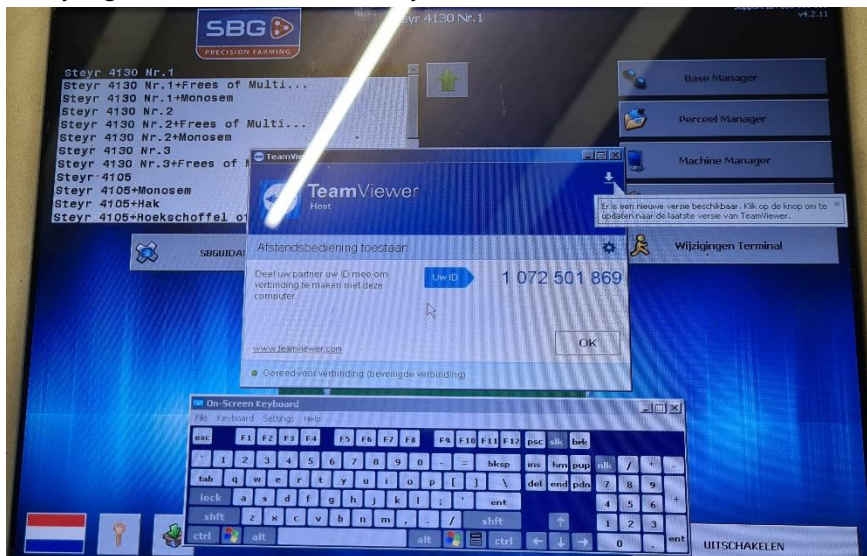 SBG
PRECISION FARMING
4130 Nr.1
v4.2.11
Steyr 4130 Nr.1
Steyr 4130 Nr.1+Frees of Multi...
Steyr 4130 Nr.1+Monosem
Steyr 4130 Nr.2
Steyr 4130 Nr.2+Frees of Multi...
Steyr 4130 Nr.2+Monosem
Steyr 4130 Nr.3
Steyr 4130 Nr.3+Frees of
Steyr 4105
Steyr 4105+Monosem
Steyr 4105+Hak
Steyr 4105+Hoekschoffel of
Base Manager
Perceel Manager
Machine Manager
Wijzigingen Terminal
SBGUIDA
TeamViewer
Host
Er is een nieuwe versie beschikbaar. Klik op de knop om te
updaten naar de laatste versie van TeamViewer.
Afstandsbediening toestaan
Deel uw partner uw ID mee om
verbinding te maken met deze
computer.
Uw ID
1 072 501 869
OK
www.teamviewer.com
Gereed voor verbinding (beveiligde verbinding)
On-Screen Keyboard
File Keyboard Settings Help
esc F1 F2 F3 F4 F5 F6 F7 F8 F9 F10 F11 F12 psc slk brk
` 1 2 3 4 5 6 7 8 9 0 - = bksp ins hm pup nlk / * -
tab q w e r t y u i o p [ ] \ del end pdn 7 8 9 +
lock a s d f g h j k l ; ' ent 4 5 6
shft z x c v b n m , . / shft 1 2 3 ent
ctrl alt alt ctrl 0 .
UITSCHAKELEN